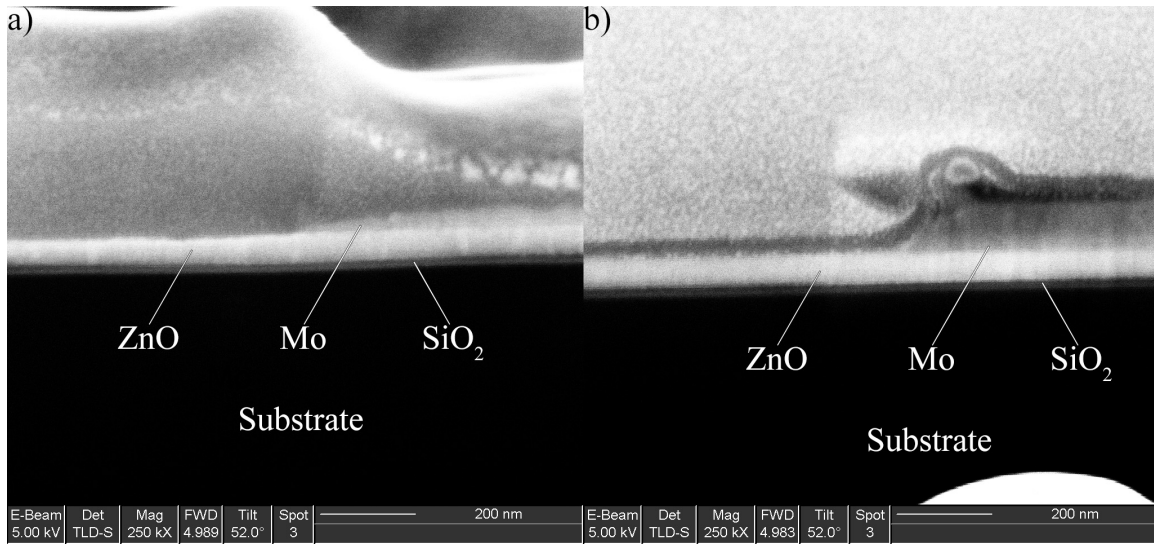 a)
ZnO
Mo
SiO₂
Substrate
E-Beam Det Mag FWD Tilt Spot
5.00 kV TLD-S 250 kX 4.989 52.0° 3 200 nm
b)
ZnO
Mo
SiO₂
Substrate
E-Beam Det Mag FWD Tilt Spot
5.00 kV TLD-S 250 kX 4.983 52.0° 3 200 nm